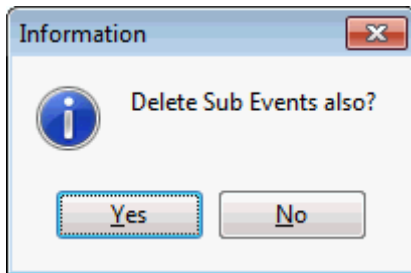 Information
Delete Sub Events also?
Yes
No